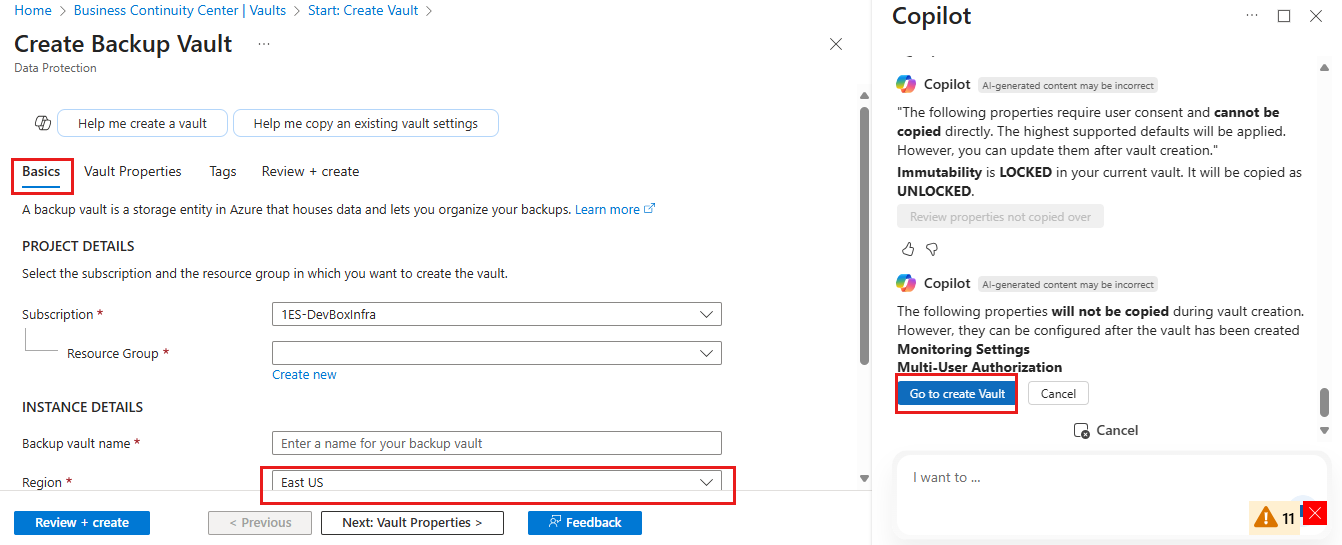 Home > Business Continuity Center | Vaults > Start: Create Vault >
Create Backup Vault ...
Data Protection
Help me create a vault
Help me copy an existing vault settings
Basics Vault Properties Tags Review + create
A backup vault is a storage entity in Azure that houses data and lets you organize your backups. Learn more
PROJECT DETAILS
Select the subscription and the resource group in which you want to create the vault.
Subscription *
1ES-DevBoxInfra
Resource Group *
Create new
INSTANCE DETAILS
Backup vault name *
Enter a name for your backup vault
Region *
East US
Review + create
< Previous
Next: Vault Properties >
Feedback
Copilot
...
Copilot AI-generated content may be incorrect
"The following properties require user consent and cannot be
copied directly. The highest supported defaults will be applied.
However, you can update them after vault creation."
Immutability is LOCKED in your current vault. It will be copied as
UNLOCKED.
Review properties not copied over
Copilot AI-generated content may be incorrect
The following properties will not be copied during vault creation.
However, they can be configured after the vault has been created
Monitoring Settings
Multi-User Authorization
Go to create Vault
Cancel
Cancel
I want to ...
11